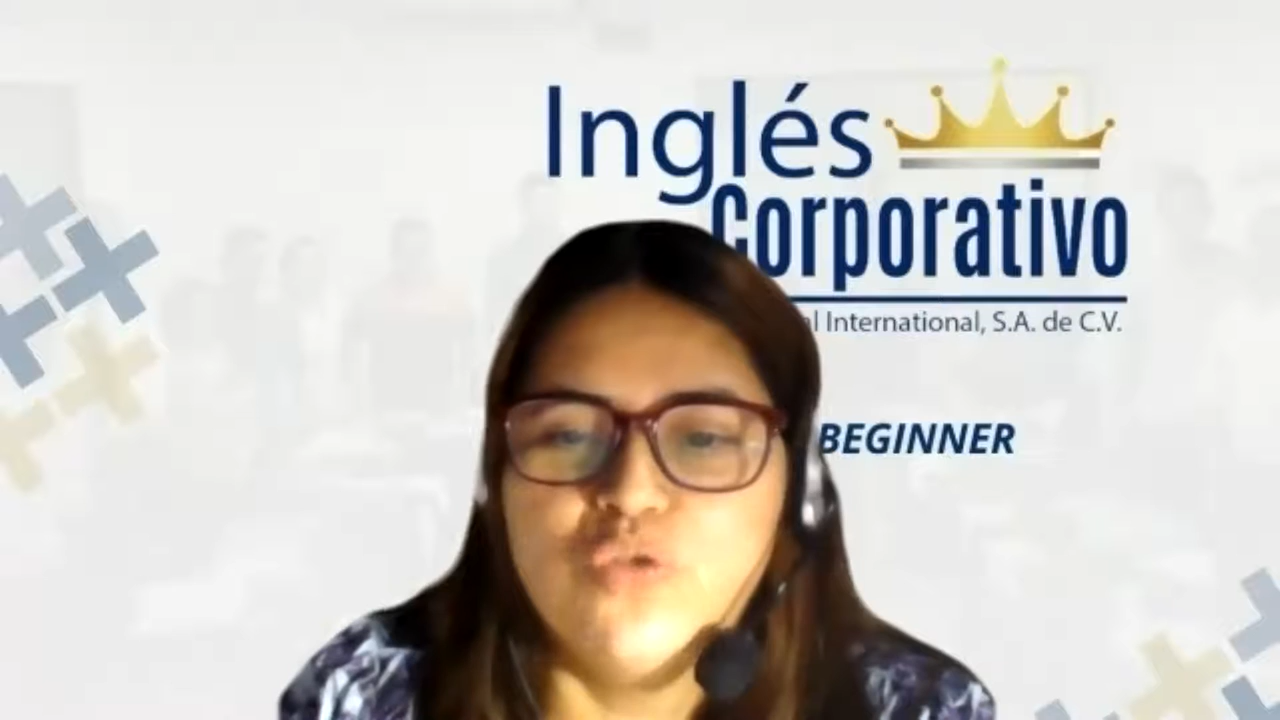 Inglés
Corporativo
International, S.A. de C.V.
BEGINNER